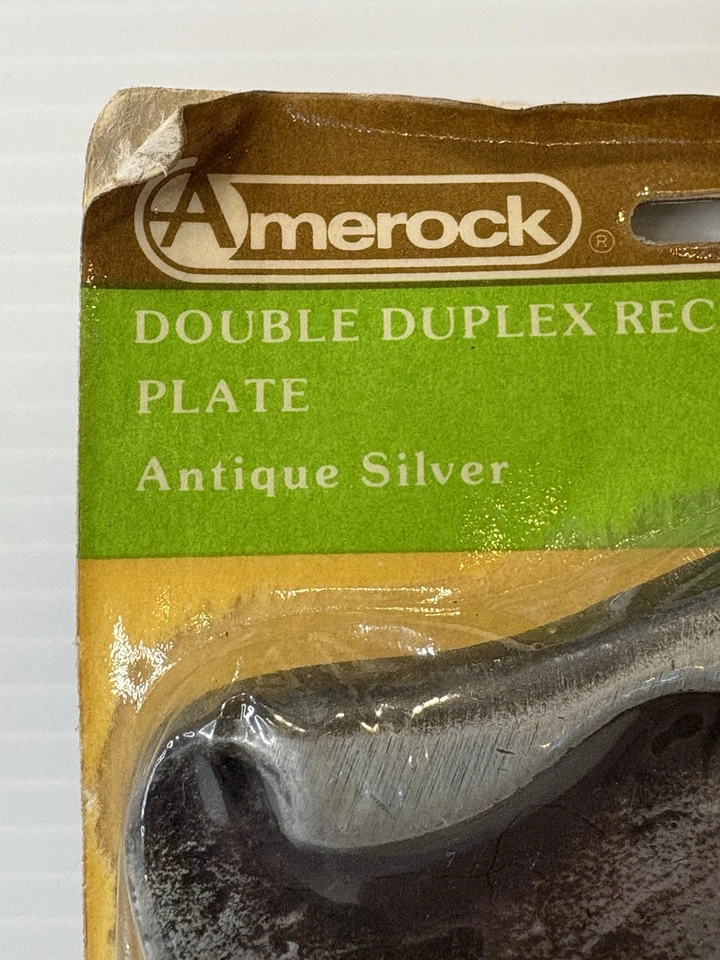 Amerock ®
DOUBLE DUPLEX REC
PLATE
Antique Silver